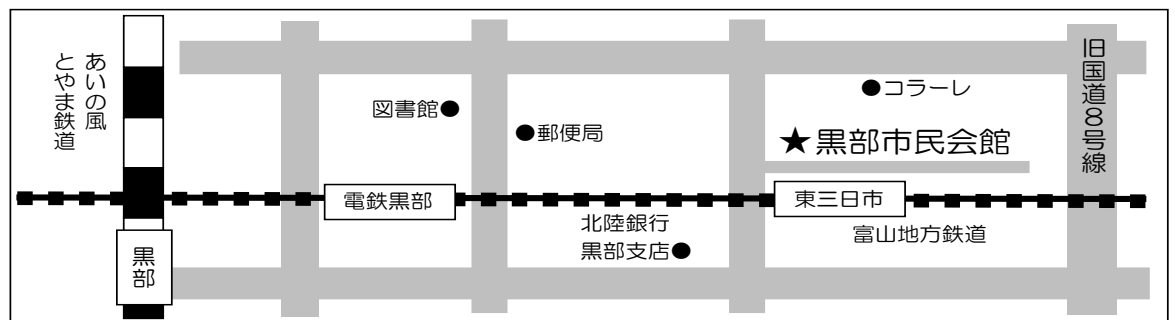 あいの風
とやま鉄道
図書館●
●郵便局
●コラーレ
★黒部市民会館
旧国道8号線
電鉄黒部
東三日市
北陸銀行
黒部支店●
富山地方鉄道
黒部